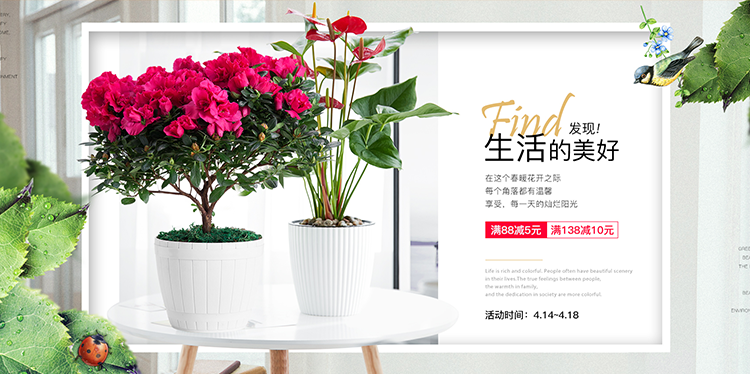 Find 发现!
生活的美好
在这个春暖花开之际
每个角落都有温馨
享受，每一天的灿烂阳光
满88减5元 满138减10元
Life is rich and colorful. People often have beautiful scenery
in their lives.The true feelings between people,
the warmth in family,
and the dedication in society are more colorful.
活动时间：4.14~4.18